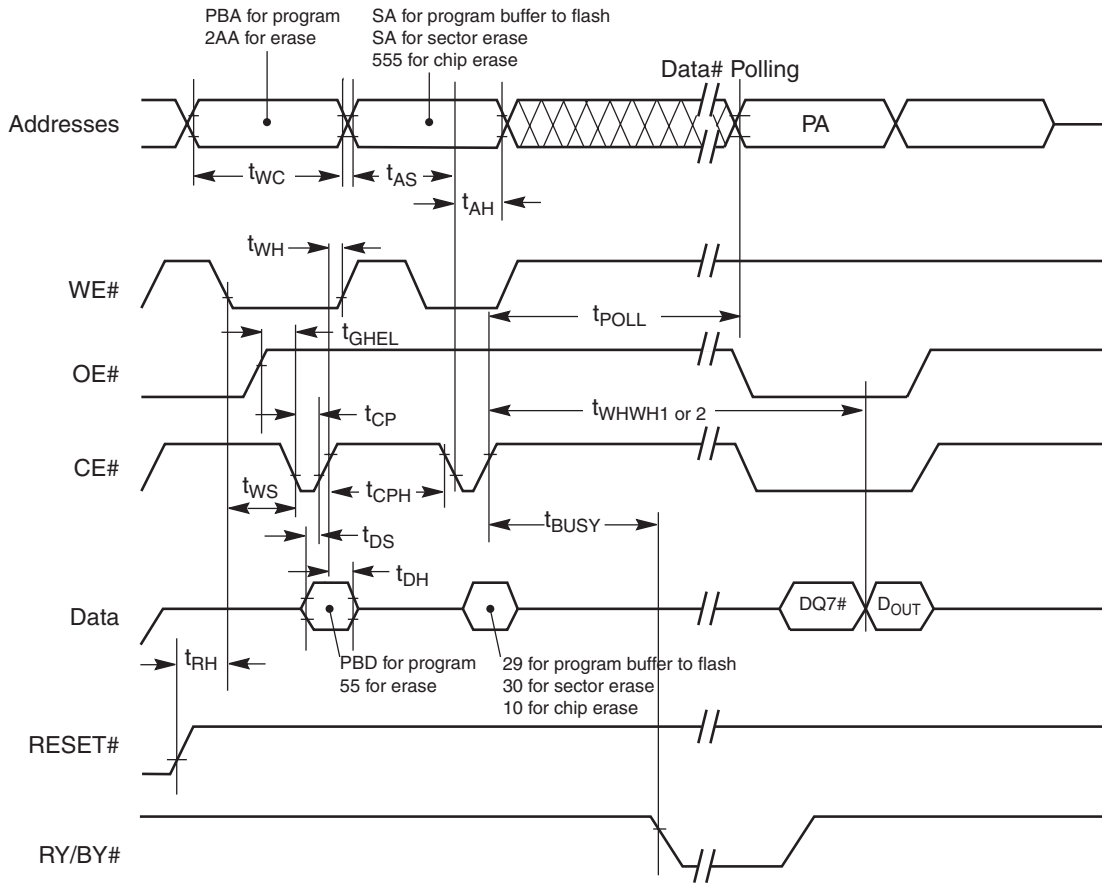 PBA for program
2AA for erase
SA for program buffer to flash
SA for sector erase
555 for chip erase
Data# Polling
Addresses
PA
tWC
tAS
tAH
tWH
WE#
tPOLL
tGHEL
OE#
tWHWH1 or 2
tCP
CE#
tWS
tCPH
tBUSY
tDS
tDH
Data
DQ7#
DOUT
tRH
PBD for program
55 for erase
29 for program buffer to flash
30 for sector erase
10 for chip erase
RESET#
RY/BY#